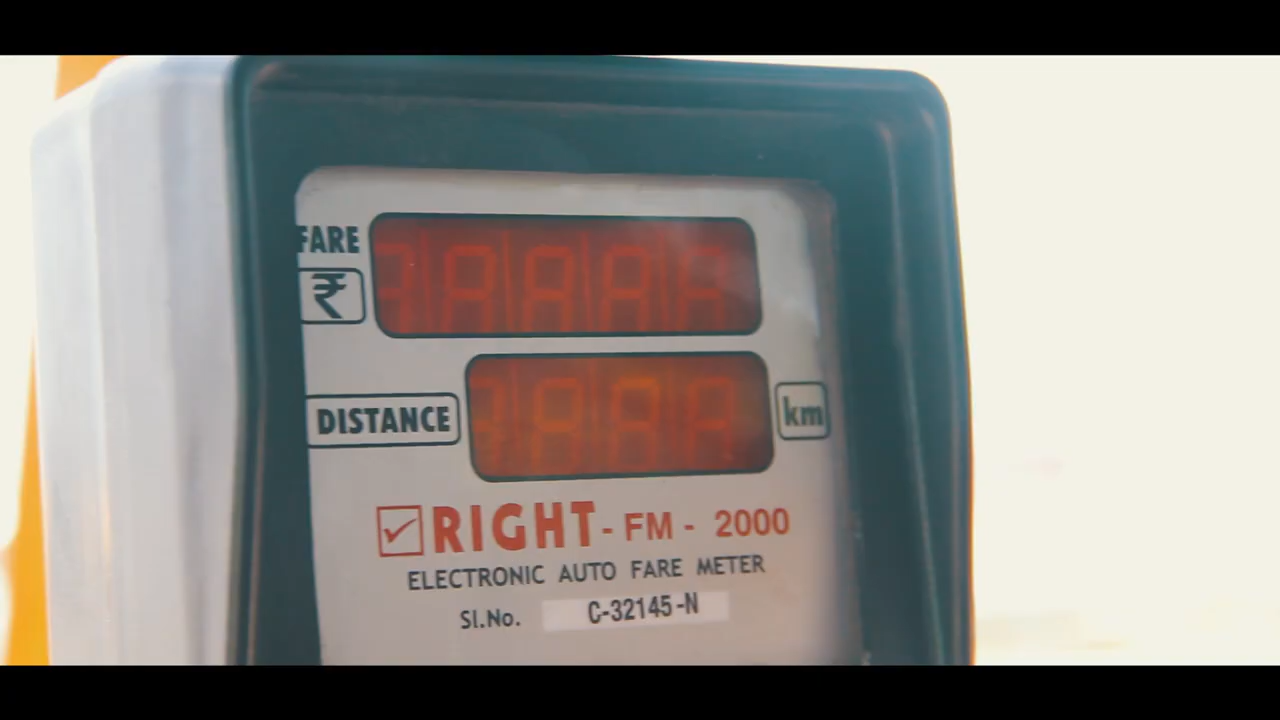 FARE
₹
DISTANCE km
RIGHT - FM - 2000
ELECTRONIC AUTO FARE METER
Sl.No. C-32145-N